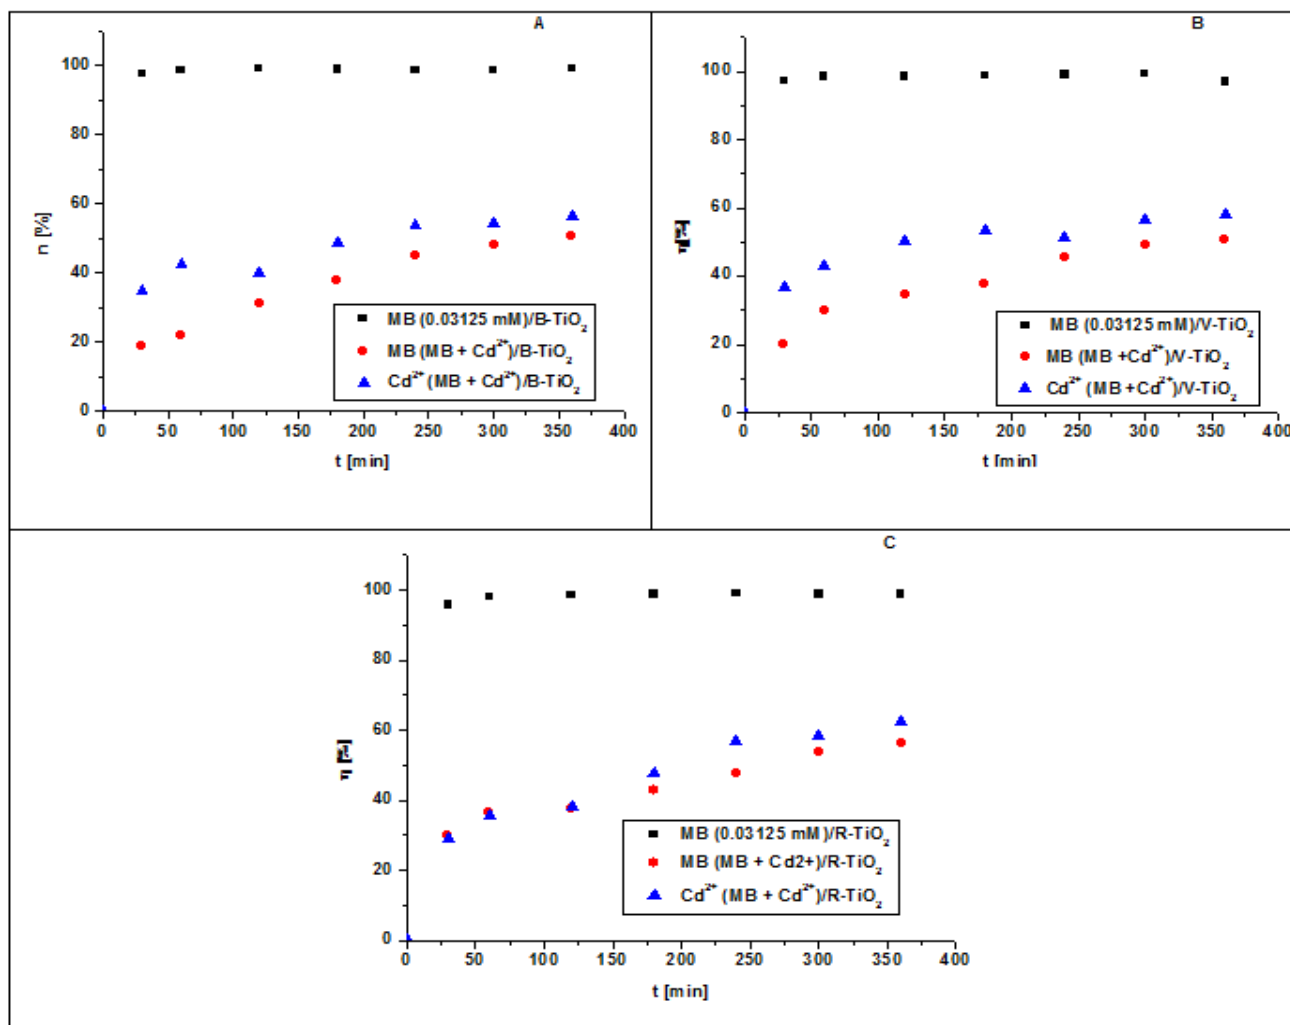 A
100
80
60
40
20
0
n [%]
MB (0.03125 mM)/B-TiO₂
MB (MB + Cd²⁺)/B-TiO₂
Cd²⁺ (MB + Cd²⁺)/B-TiO₂
0 50 100 150 200 250 300 350 400
t [min]
B
100
80
60
40
20
0
η[%]
MB (0.03125 mM)/V-TiO₂
MB (MB +Cd²⁺)/V-TiO₂
Cd²⁺ (MB +Cd²⁺)/V-TiO₂
0 50 100 150 200 250 300 350 400
t [min]
C
100
80
60
40
20
0
η [%]
MB (0.03125 mM)/R-TiO₂
MB (MB + Cd2+)/R-TiO₂
Cd²⁺ (MB + Cd²⁺)/R-TiO₂
0 50 100 150 200 250 300 350 400
t [min]